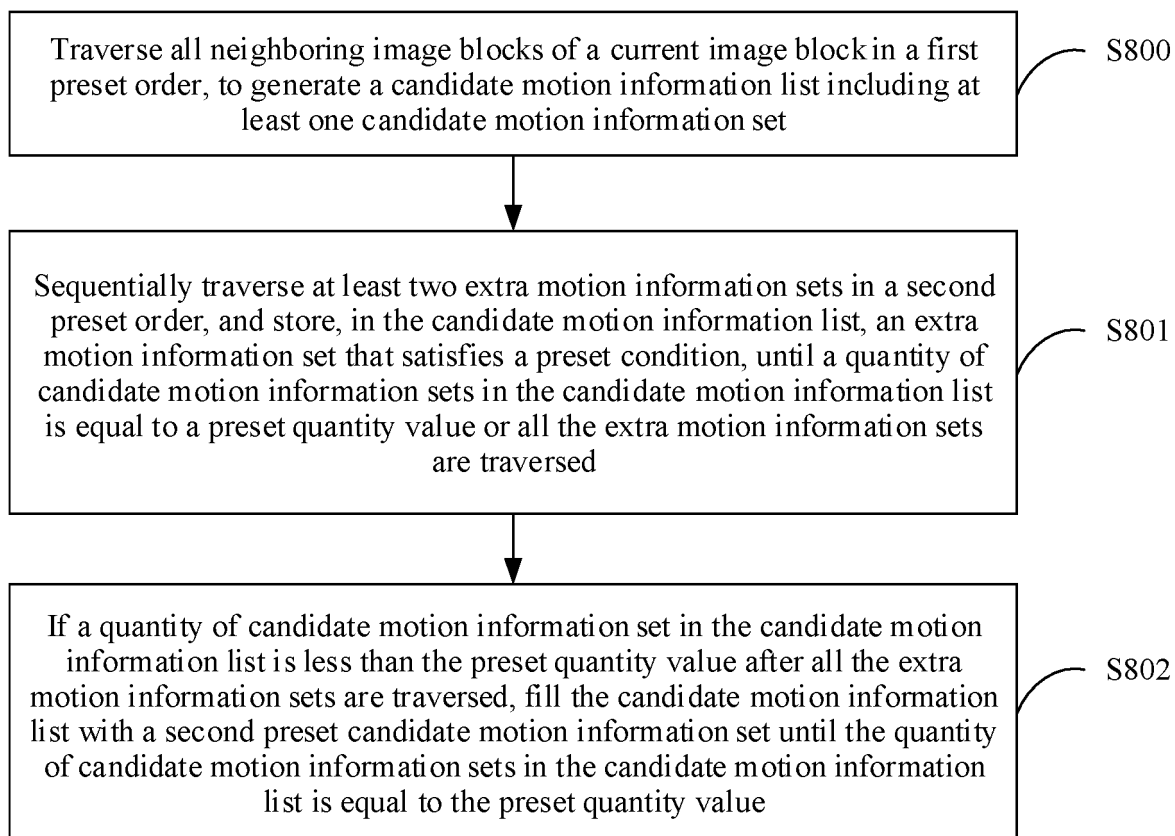 Traverse all neighboring image blocks of a current image block in a first
preset order, to generate a candidate motion information list including at
least one candidate motion information set
S800
Sequentially traverse at least two extra motion information sets in a second
preset order, and store, in the candidate motion information list, an extra
motion information set that satisfies a preset condition, until a quantity of
candidate motion information sets in the candidate motion information list
is equal to a preset quantity value or all the extra motion information sets
are traversed
S801
If a quantity of candidate motion information set in the candidate motion
information list is less than the preset quantity value after all the extra
motion information sets are traversed, fill the candidate motion information
list with a second preset candidate motion information set until the quantity
of candidate motion information sets in the candidate motion information
list is equal to the preset quantity value
S802